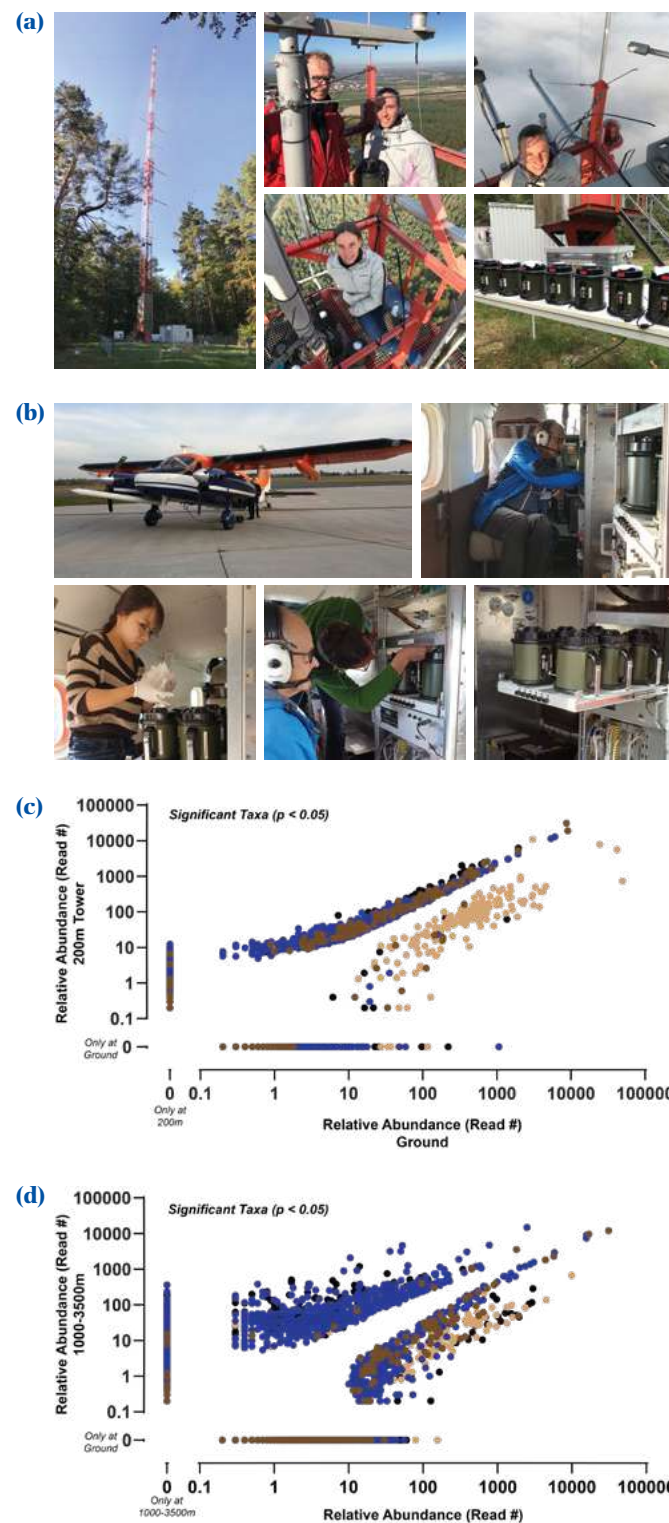 (a)
(b)
(c)
Significant Taxa (p < 0.05)
Relative Abundance (Read #)
200m Tower
100000
10000
1000
100
10
1
0.1
Only at
Ground
0
0
Only at
200m
0.1
1
10
100
1000
10000
100000
Relative Abundance (Read #)
Ground
(d)
Significant Taxa (p < 0.05)
Relative Abundance (Read #)
1000-3500m
100000
10000
1000
100
10
1
0.1
Only at
Ground
0
0
Only at
1000-3500m
0.1
1
10
100
1000
10000
100000
Relative Abundance (Read #)